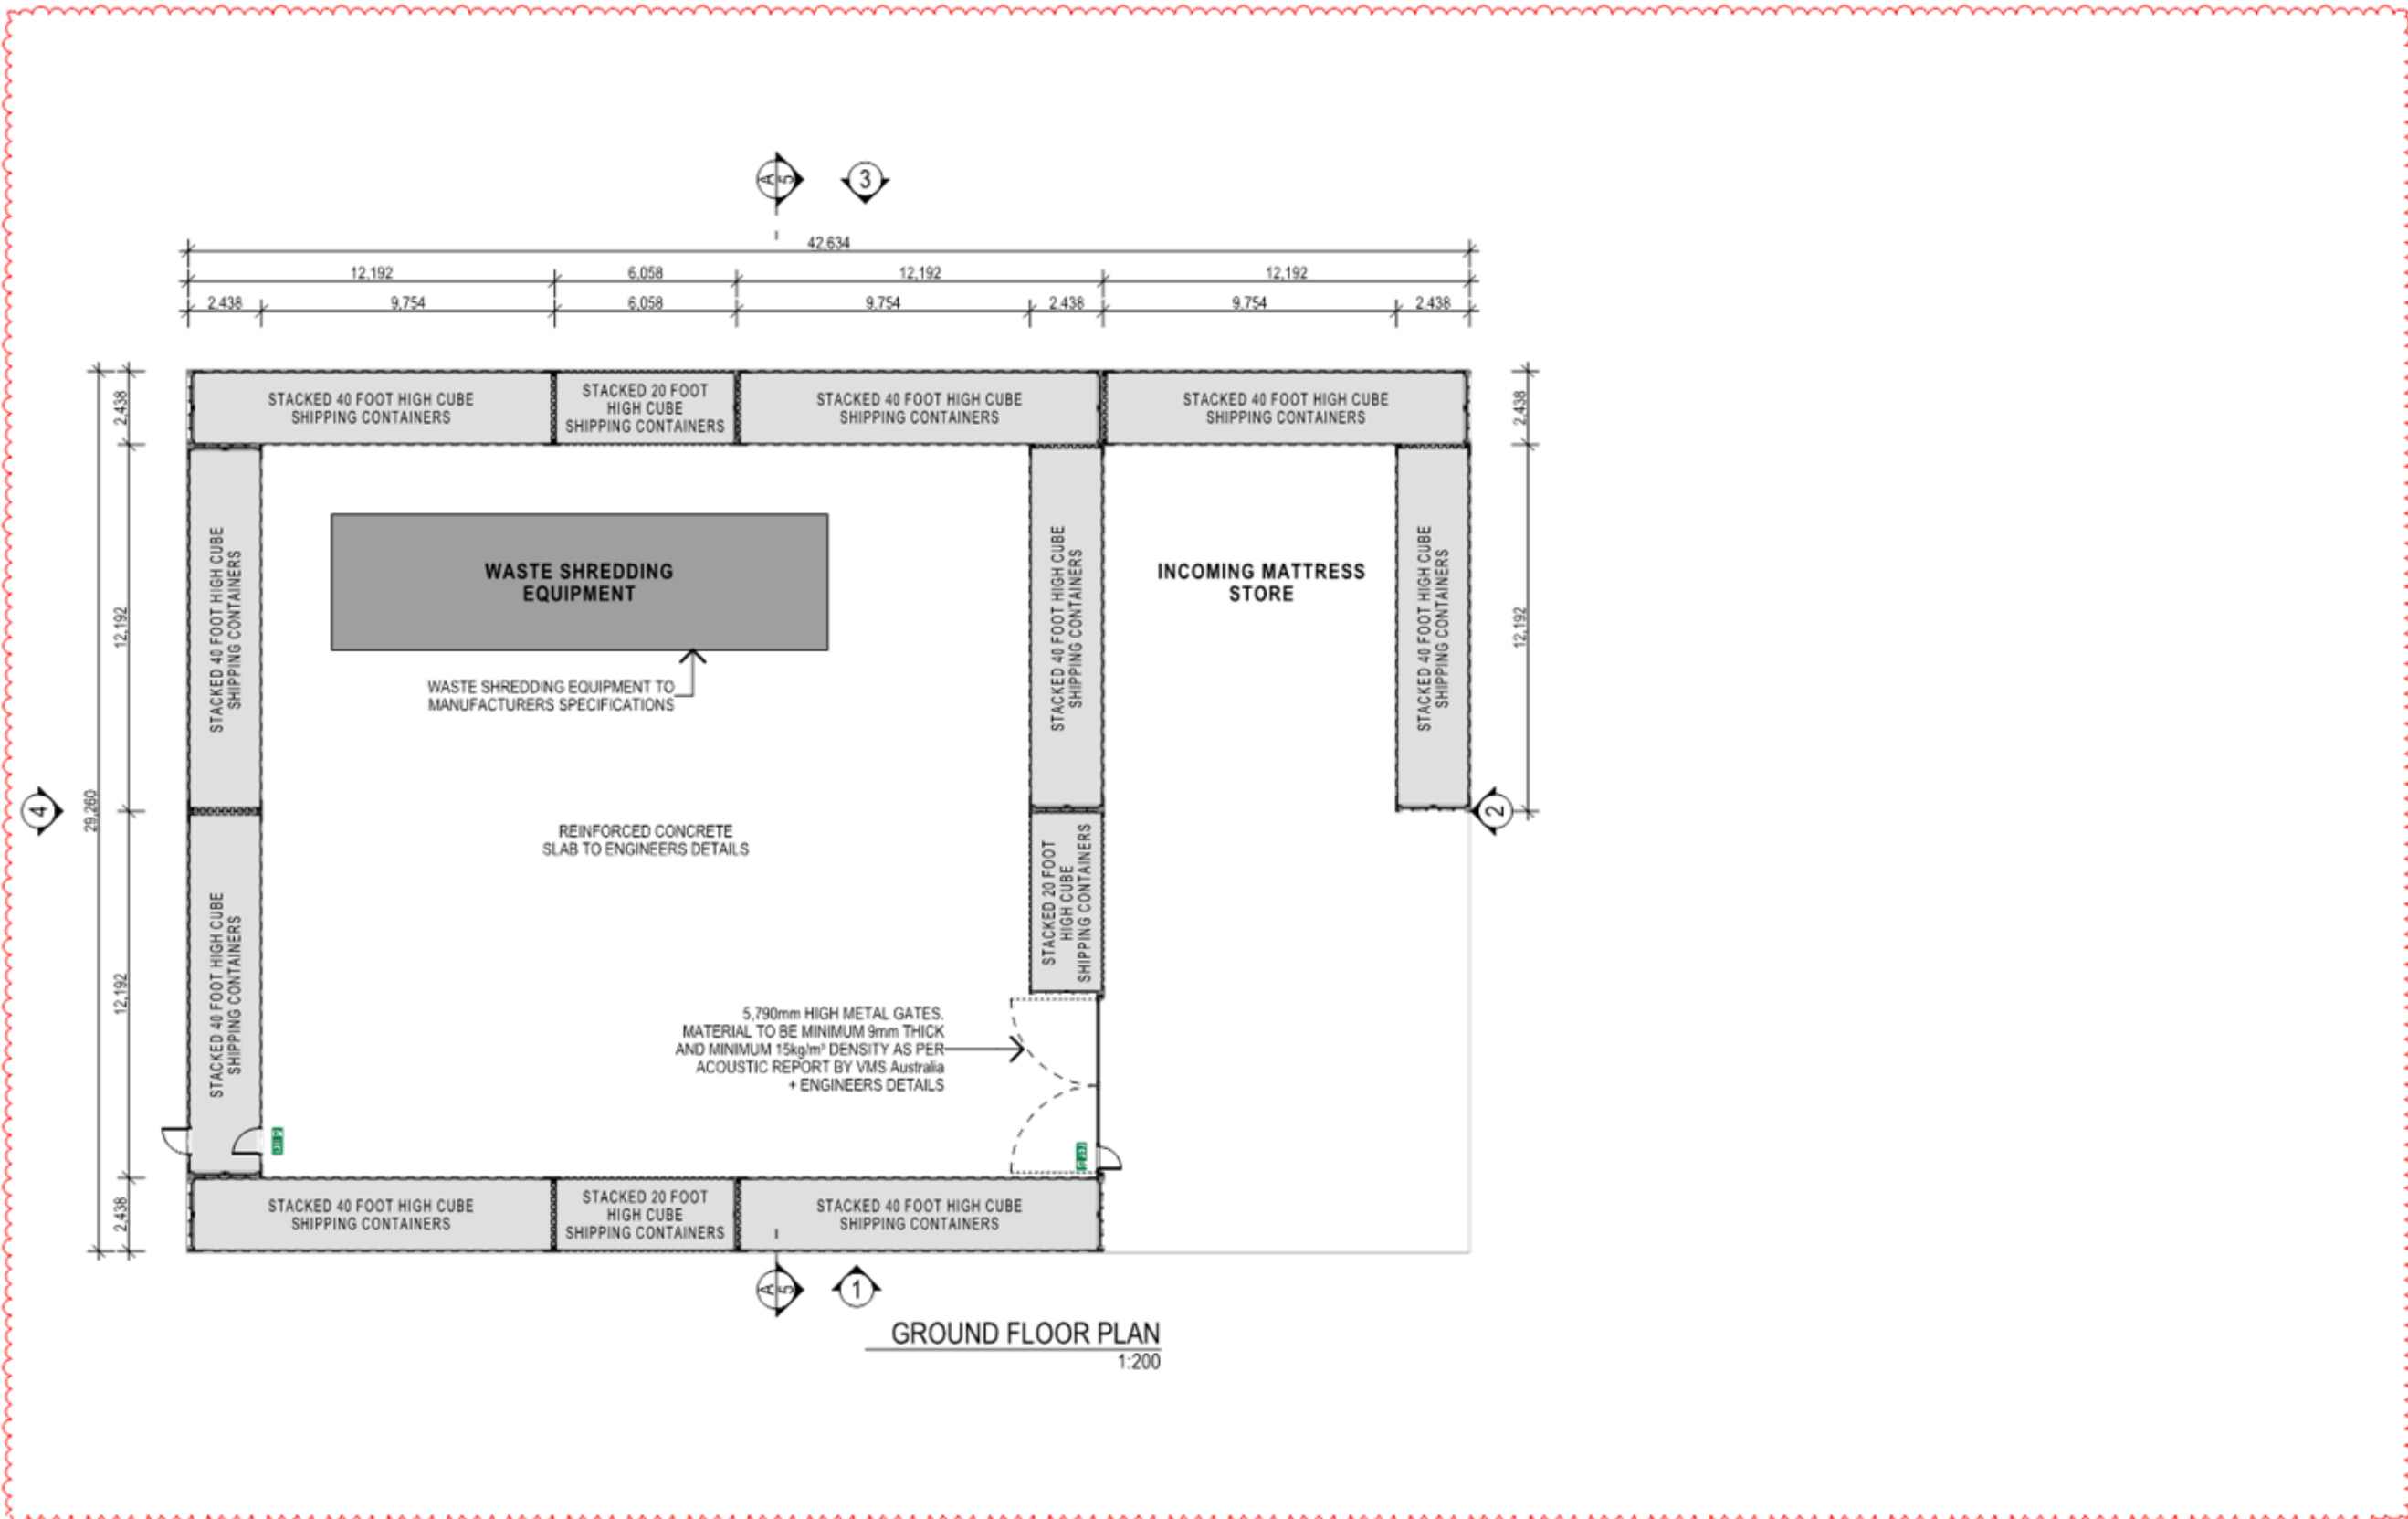 A
5
3
42,634
12,192
6,058
12,192
12,192
2,438
9,754
6,058
9,754
2,438
9,754
2,438
STACKED 40 FOOT HIGH CUBE
SHIPPING CONTAINERS
STACKED 20 FOOT
HIGH CUBE
SHIPPING CONTAINERS
STACKED 40 FOOT HIGH CUBE
SHIPPING CONTAINERS
STACKED 40 FOOT HIGH CUBE
SHIPPING CONTAINERS
2,438
2,438
12,192
STACKED 40 FOOT HIGH CUBE
SHIPPING CONTAINERS
WASTE SHREDDING
EQUIPMENT
STACKED 40 FOOT HIGH CUBE
SHIPPING CONTAINERS
INCOMING MATTRESS
STORE
STACKED 40 FOOT HIGH CUBE
SHIPPING CONTAINERS
12,192
WASTE SHREDDING EQUIPMENT TO
MANUFACTURERS SPECIFICATIONS
4
29,260
2
REINFORCED CONCRETE
SLAB TO ENGINEERS DETAILS
STACKED 20 FOOT
HIGH CUBE
SHIPPING CONTAINERS
12,192
STACKED 40 FOOT HIGH CUBE
SHIPPING CONTAINERS
5,790mm HIGH METAL GATES.
MATERIAL TO BE MINIMUM 9mm THICK
AND MINIMUM 15kg/m³ DENSITY AS PER
ACOUSTIC REPORT BY VMS Australia
+ ENGINEERS DETAILS
2,438
STACKED 40 FOOT HIGH CUBE
SHIPPING CONTAINERS
STACKED 20 FOOT
HIGH CUBE
SHIPPING CONTAINERS
STACKED 40 FOOT HIGH CUBE
SHIPPING CONTAINERS
A
5
1
GROUND FLOOR PLAN
1:200